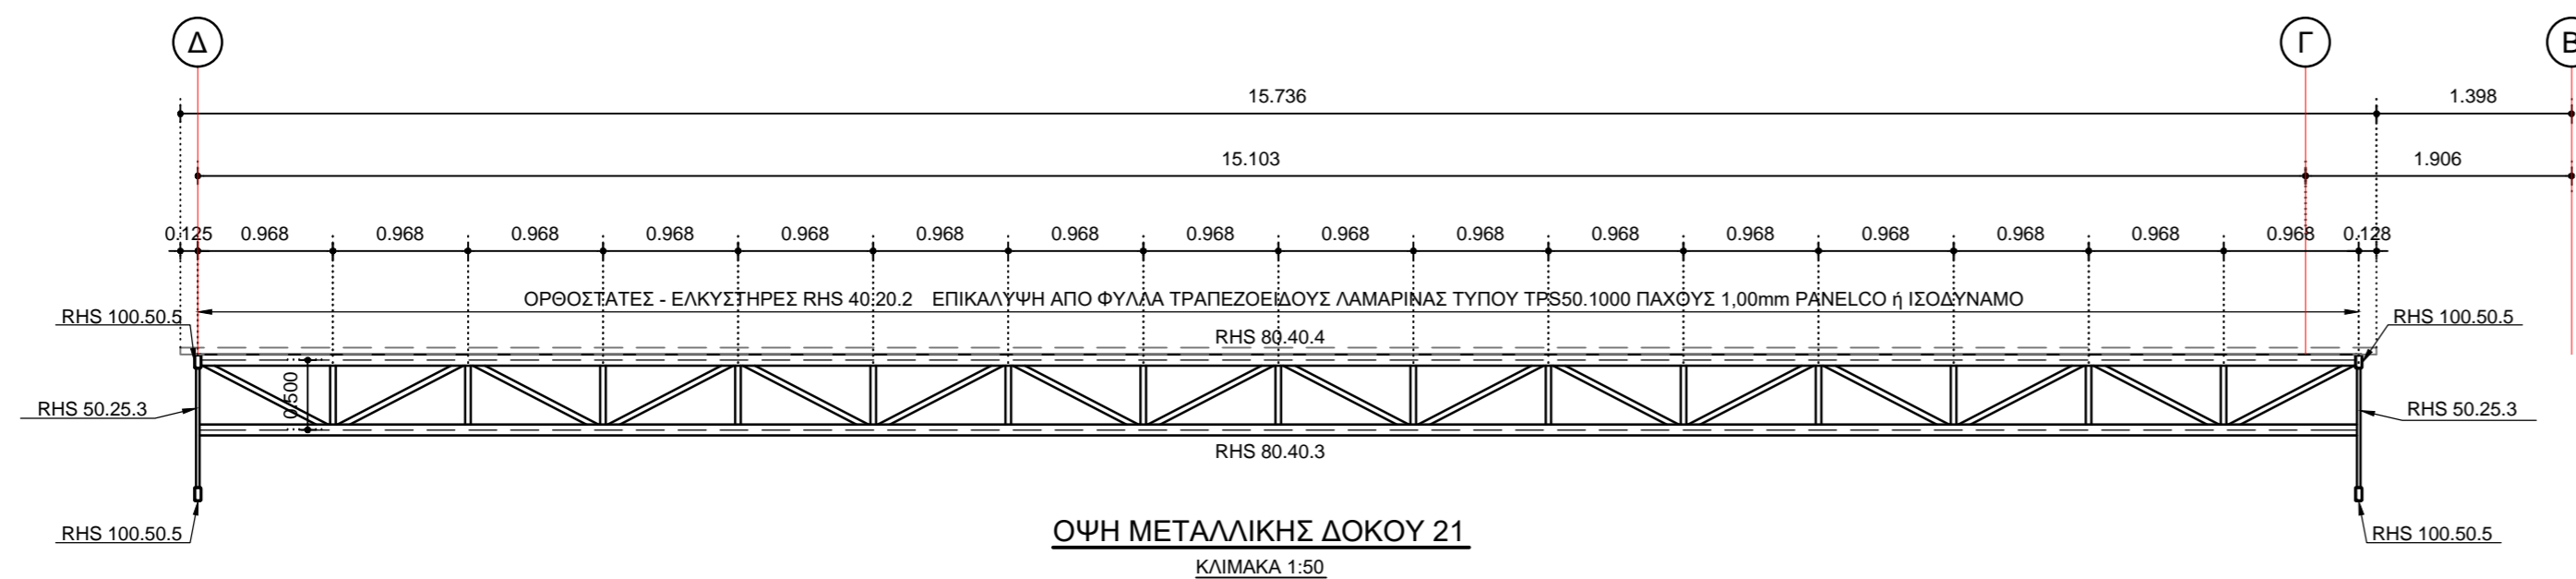 Δ
Γ
Β
15.736
1.398
15.103
1.906
0.125 0.968 0.968 0.968 0.968 0.968 0.968 0.968 0.968 0.968 0.968 0.968 0.968 0.968 0.968 0.968 0.968 0.128
ΟΡΘΟΣΤΑΤΕΣ - ΕΛΚΥΣΤΗΡΕΣ RHS 40.20.2 ΕΠΙΚΑΛΥΨΗ ΑΠΟ ΦΥΛΛΑ ΤΡΑΠΕΖΟΕΙΔΟΥΣ ΛΑΜΑΡΙΝΑΣ ΤΥΠΟΥ TPS50.1000 ΠΑΧΟΥΣ 1,00mm PANELCO ή ΙΣΟΔΥΝΑΜΟ
RHS 100.50.5
RHS 100.50.5
RHS 80.40.4
0.500
RHS 50.25.3
RHS 50.25.3
RHS 80.40.3
RHS 100.50.5
RHS 100.50.5
ΟΨΗ ΜΕΤΑΛΛΙΚΗΣ ΔΟΚΟΥ 21
ΚΛΙΜΑΚΑ 1:50